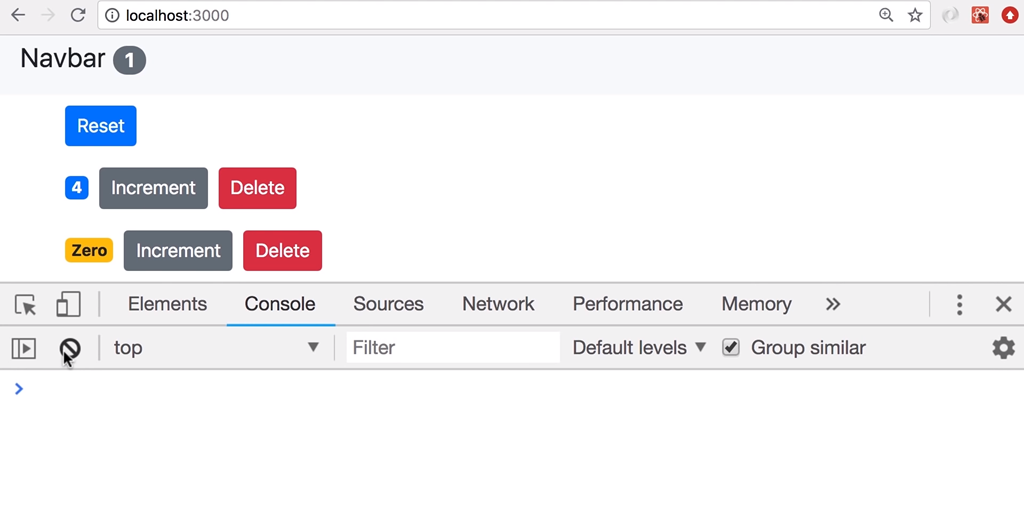 localhost:3000
Navbar 1
Reset
4 Increment Delete
Zero Increment Delete
Elements Console Sources Network Performance Memory »
top ▼ Filter Default levels ▼ Group similar
>